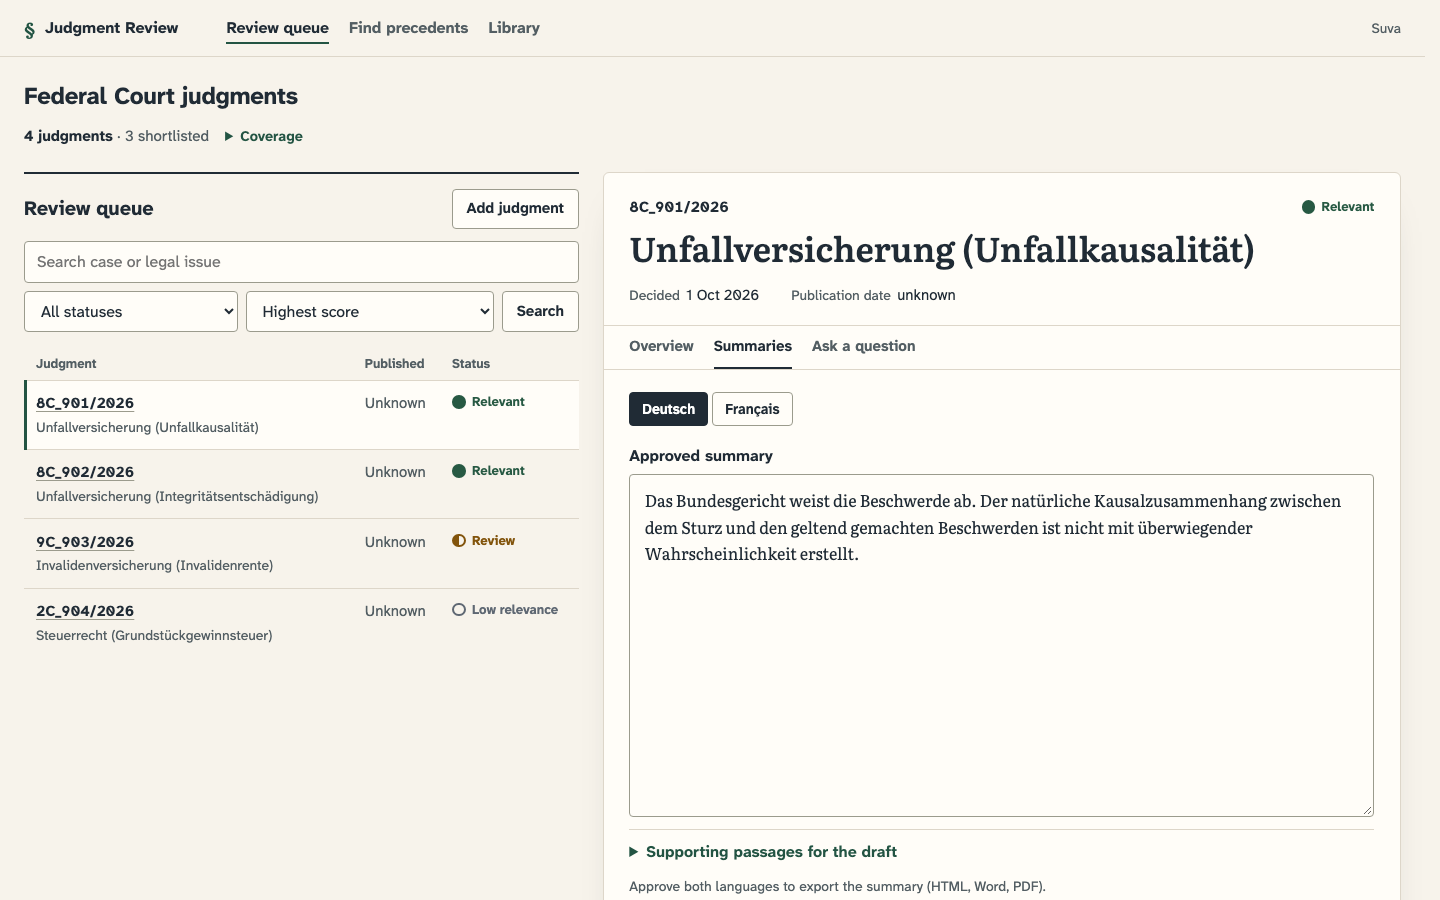 § Judgment Review Review queue Find precedents Library Suva
Federal Court judgments
4 judgments · 3 shortlisted ▶ Coverage
Review queue Add judgment
Search case or legal issue
All statuses Highest score Search
Judgment Published Status
8C_901/2026 Unknown Relevant
Unfallversicherung (Unfallkausalität)
8C_902/2026 Unknown Relevant
Unfallversicherung (Integritätsentschädigung)
9C_903/2026 Unknown Review
Invalidenversicherung (Invalidenrente)
2C_904/2026 Unknown Low relevance
Steuerrecht (Grundstückgewinnsteuer)
8C_901/2026 Relevant
Unfallversicherung (Unfallkausalität)
Decided 1 Oct 2026 Publication date unknown
Overview Summaries Ask a question
Deutsch Français
Approved summary
Das Bundesgericht weist die Beschwerde ab. Der natürliche Kausalzusammenhang zwischen
dem Sturz und den geltend gemachten Beschwerden ist nicht mit überwiegender
Wahrscheinlichkeit erstellt.
▶ Supporting passages for the draft
Approve both languages to export the summary (HTML, Word, PDF).